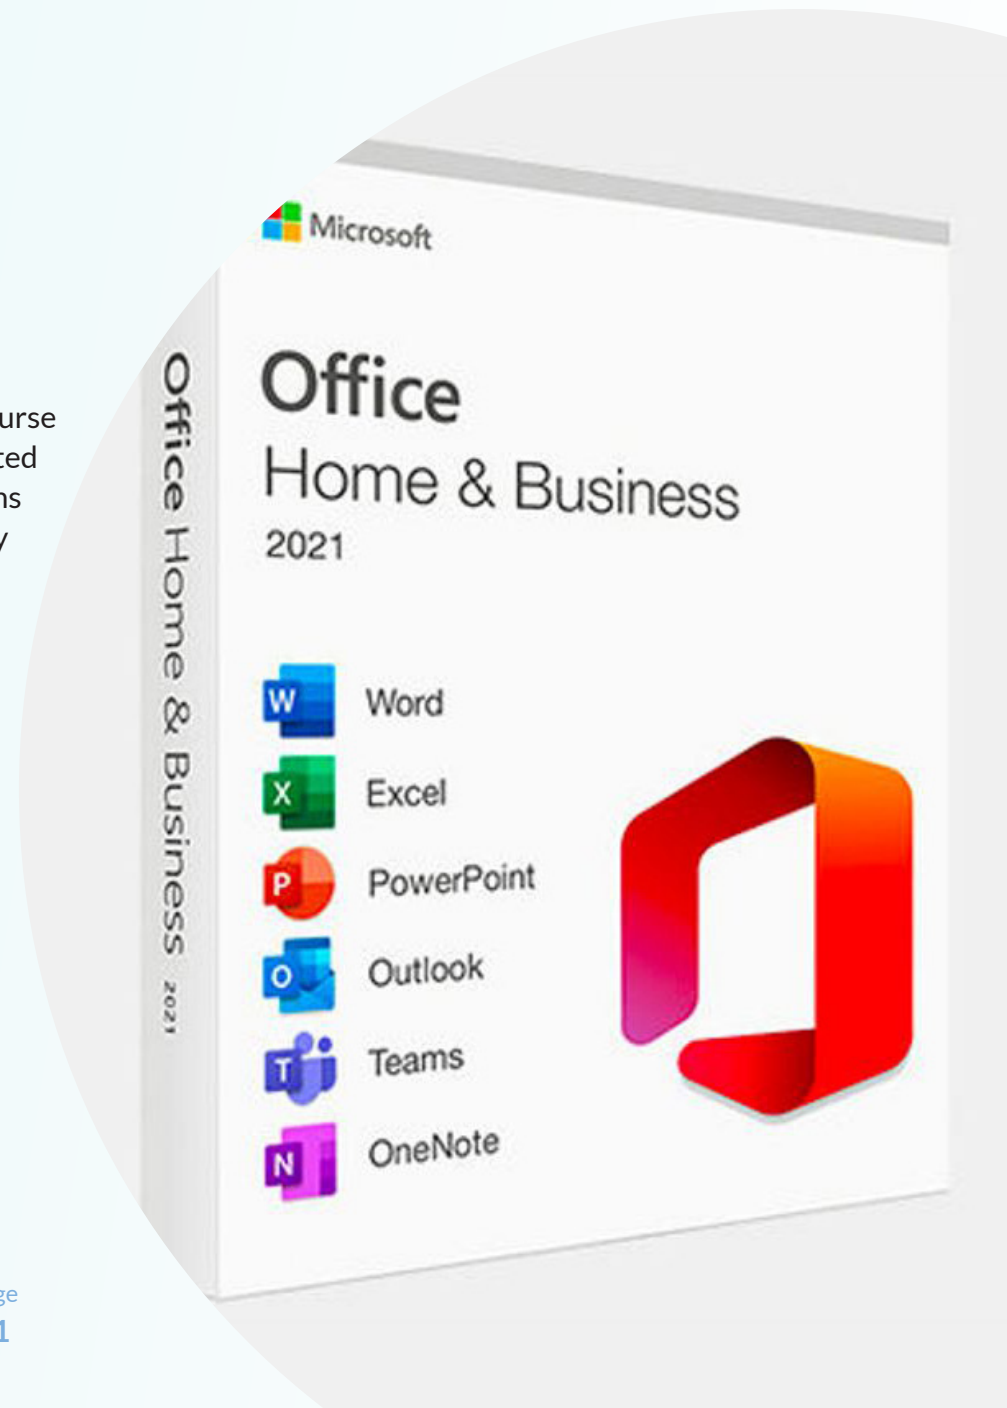 Microsoft
Office
Home & Business
2021
Office Home & Business 2021
W Word
X Excel
P PowerPoint
O Outlook
T Teams
N OneNote